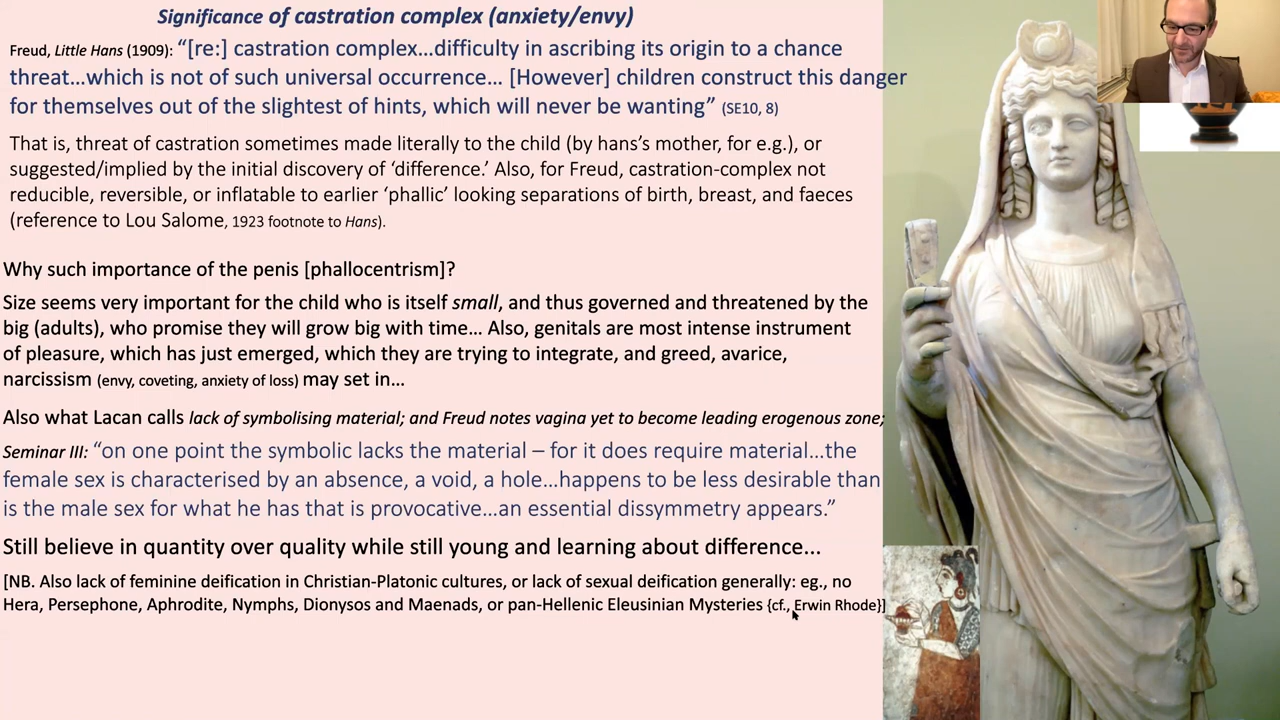 Significance of castration complex (anxiety/envy)
Freud, Little Hans (1909): “[re:] castration complex…difficulty in ascribing its origin to a chance
threat…which is not of such universal occurrence… [However] children construct this danger
for themselves out of the slightest of hints, which will never be wanting” (SE10, 8)
That is, threat of castration sometimes made literally to the child (by hans’s mother, for e.g.), or
suggested/implied by the initial discovery of ‘difference.’ Also, for Freud, castration-complex not
reducible, reversible, or inflatable to earlier ‘phallic’ looking separations of birth, breast, and faeces
(reference to Lou Salome, 1923 footnote to Hans).
Why such importance of the penis [phallocentrism]?
Size seems very important for the child who is itself small, and thus governed and threatened by the
big (adults), who promise they will grow big with time… Also, genitals are most intense instrument
of pleasure, which has just emerged, which they are trying to integrate, and greed, avarice,
narcissism (envy, coveting, anxiety of loss) may set in…
Also what Lacan calls lack of symbolising material; and Freud notes vagina yet to become leading erogenous zone;
Seminar III: “on one point the symbolic lacks the material – for it does require material…the
female sex is characterised by an absence, a void, a hole…happens to be less desirable than
is the male sex for what he has that is provocative…an essential dissymmetry appears.”
Still believe in quantity over quality while still young and learning about difference...
[NB. Also lack of feminine deification in Christian-Platonic cultures, or lack of sexual deification generally: eg., no
Hera, Persephone, Aphrodite, Nymphs, Dionysos and Maenads, or pan-Hellenic Eleusinian Mysteries {cf., Erwin Rhode}]